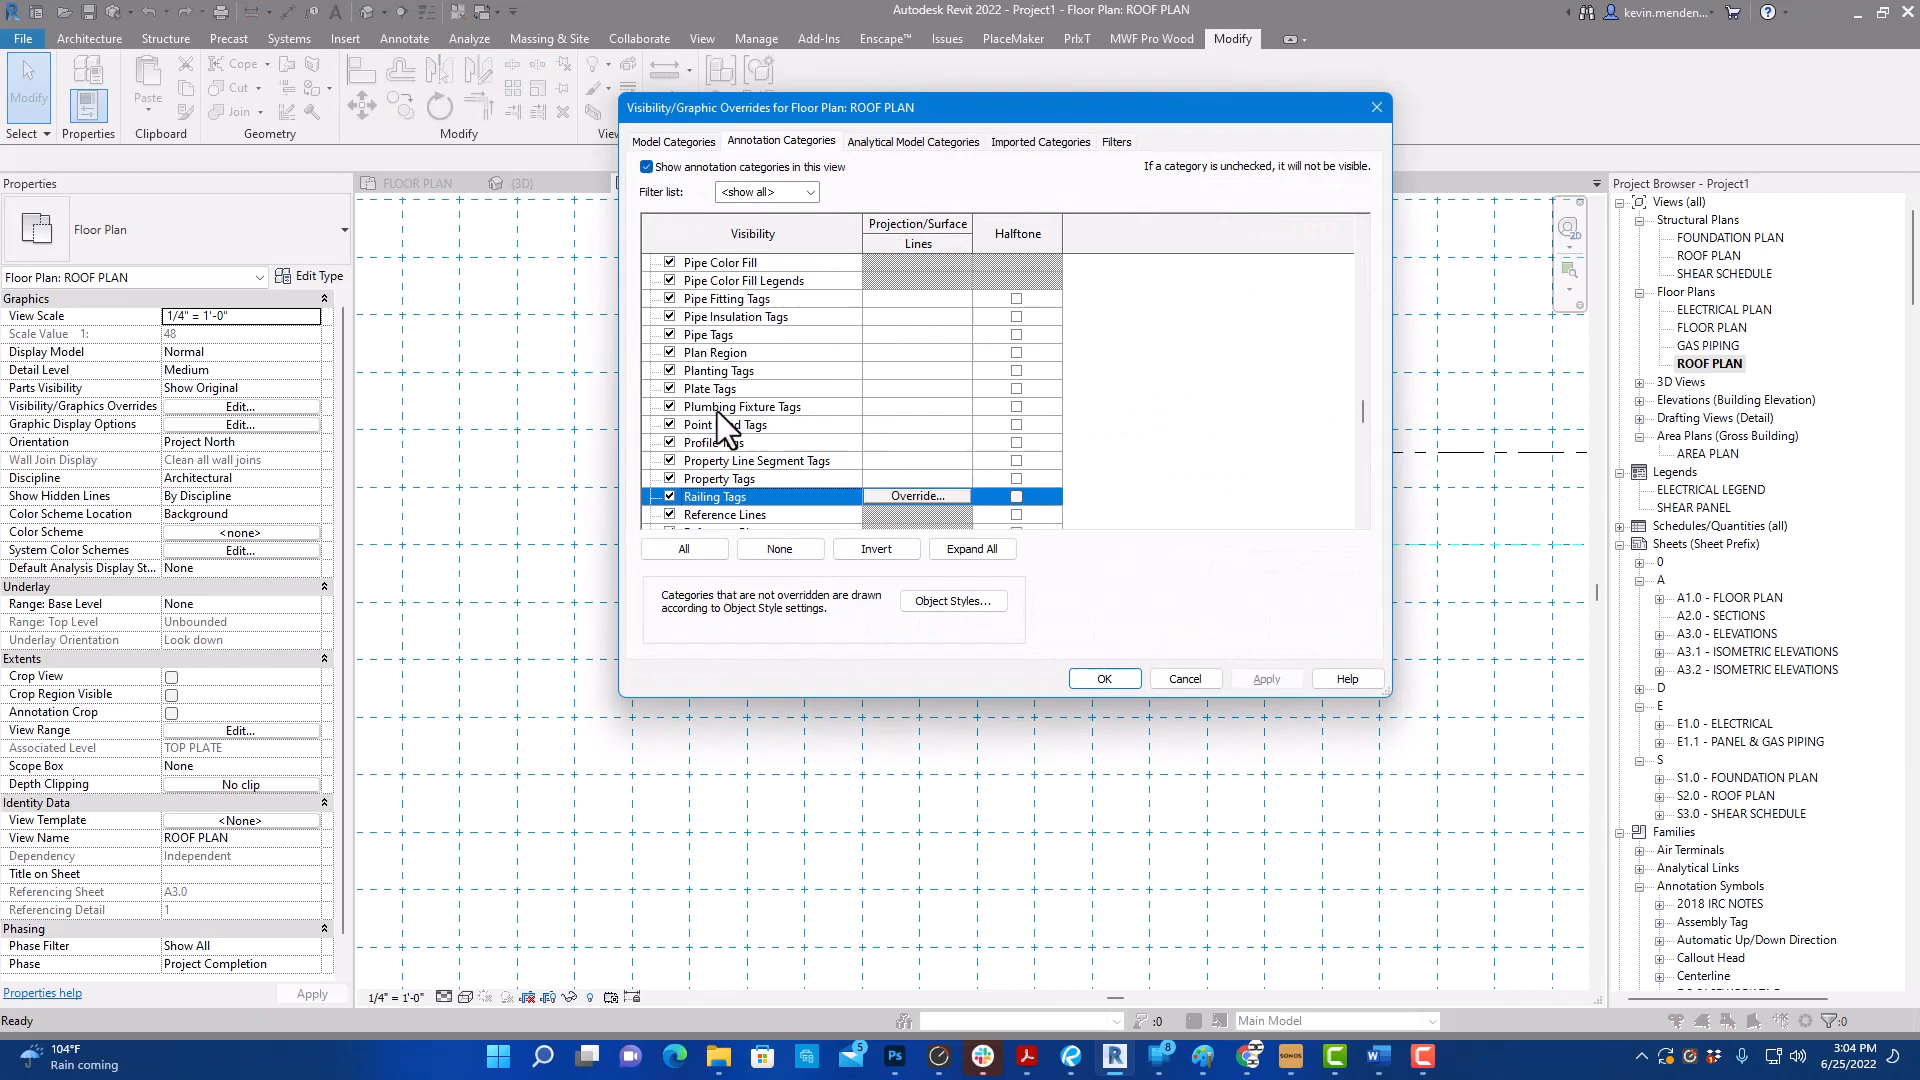 Autodesk Revit 2022 - Project1 - Floor Plan: ROOF PLAN
kevin.menden...
File Architecture Structure Precast Systems Insert Annotate Analyze Massing & Site Collaborate View Manage Add-Ins Enscape™ Issues PlaceMaker PrlxT MWF Pro Wood Modify
Modify
Paste
Cope
Cut
Join
Select Properties Clipboard Geometry Modify
Properties
Floor Plan
Floor Plan: ROOF PLAN Edit Type
Graphics
View Scale 1/4" = 1'-0"
Scale Value 1: 48
Display Model Normal
Detail Level Medium
Parts Visibility Show Original
Visibility/Graphics Overrides Edit...
Graphic Display Options Edit...
Orientation Project North
Wall Join Display Clean all wall joins
Discipline Architectural
Show Hidden Lines By Discipline
Color Scheme Location Background
Color Scheme <none>
System Color Schemes Edit...
Default Analysis Display St... None
Underlay
Range: Base Level None
Range: Top Level Unbounded
Underlay Orientation Look down
Extents
Crop View
Crop Region Visible
Annotation Crop
View Range Edit...
Associated Level TOP PLATE
Scope Box None
Depth Clipping No clip
Identity Data
View Template <None>
View Name ROOF PLAN
Dependency Independent
Title on Sheet
Referencing Sheet A3.0
Referencing Detail 1
Phasing
Phase Filter Show All
Phase Project Completion
Properties help Apply
FLOOR PLAN {3D}
Visibility/Graphic Overrides for Floor Plan: ROOF PLAN
Model Categories Annotation Categories Analytical Model Categories Imported Categories Filters
Show annotation categories in this view If a category is unchecked, it will not be visible.
Filter list: <show all>
Visibility Projection/Surface Halftone
Lines
Pipe Color Fill
Pipe Color Fill Legends
Pipe Fitting Tags
Pipe Insulation Tags
Pipe Tags
Plan Region
Planting Tags
Plate Tags
Plumbing Fixture Tags
Point Tags
Profile
Property Line Segment Tags
Property Tags
Railing Tags Override...
Reference Lines
All None Invert Expand All
Categories that are not overridden are drawn
according to Object Style settings.
Object Styles...
OK Cancel Apply Help
2D
Project Browser - Project1
Views (all)
Structural Plans
FOUNDATION PLAN
ROOF PLAN
SHEAR SCHEDULE
Floor Plans
ELECTRICAL PLAN
FLOOR PLAN
GAS PIPING
ROOF PLAN
3D Views
Elevations (Building Elevation)
Drafting Views (Detail)
Area Plans (Gross Building)
AREA PLAN
Legends
ELECTRICAL LEGEND
SHEAR PANEL
Schedules/Quantities (all)
Sheets (Sheet Prefix)
0
A
A1.0 - FLOOR PLAN
A2.0 - SECTIONS
A3.0 - ELEVATIONS
A3.1 - ISOMETRIC ELEVATIONS
A3.2 - ISOMETRIC ELEVATIONS
D
E
E1.0 - ELECTRICAL
E1.1 - PANEL & GAS PIPING
S
S1.0 - FOUNDATION PLAN
S2.0 - ROOF PLAN
S3.0 - SHEAR SCHEDULE
Families
Air Terminals
Analytical Links
Annotation Symbols
2018 IRC NOTES
Assembly Tag
Automatic Up/Down Direction
Callout Head
Centerline
1/4" = 1'-0"
Ready :0 Main Model :0
104°F
Rain coming
5
Ps
8
SONOS
3:04 PM
6/25/2022